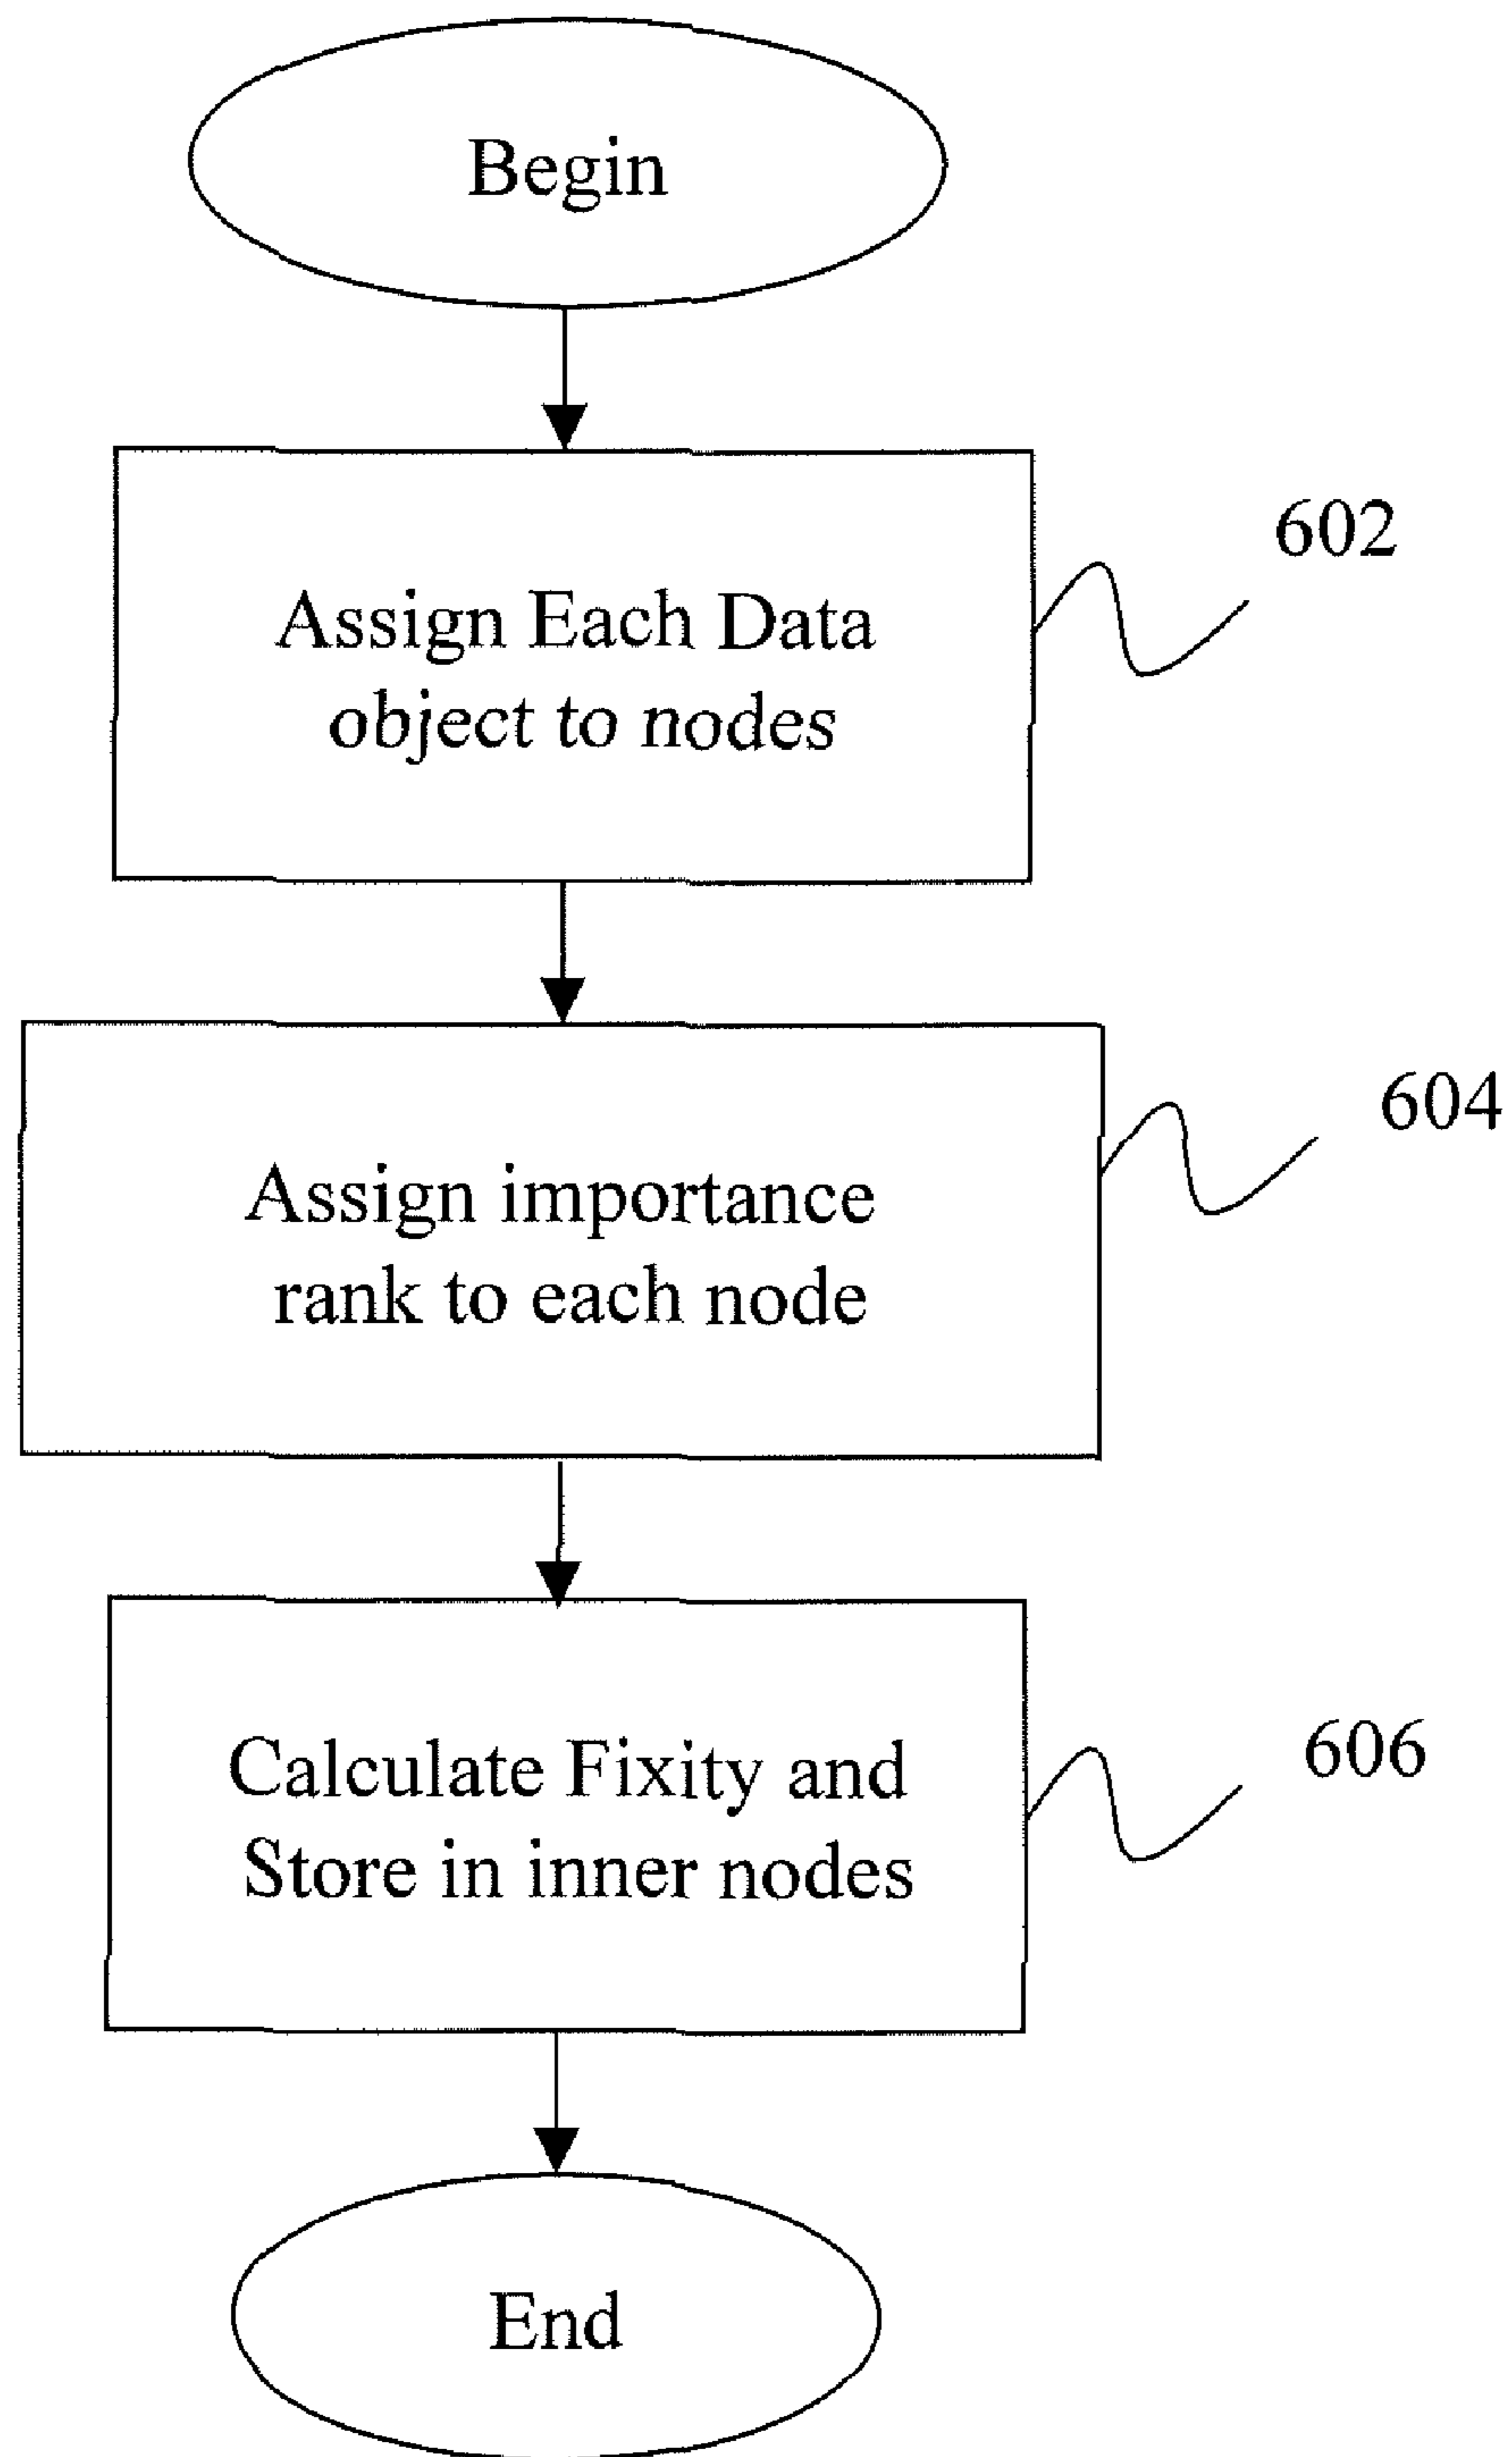 Begin
Assign Each Data
object to nodes
602
Assign importance
rank to each node
604
Calculate Fixity and
Store in inner nodes
606
End